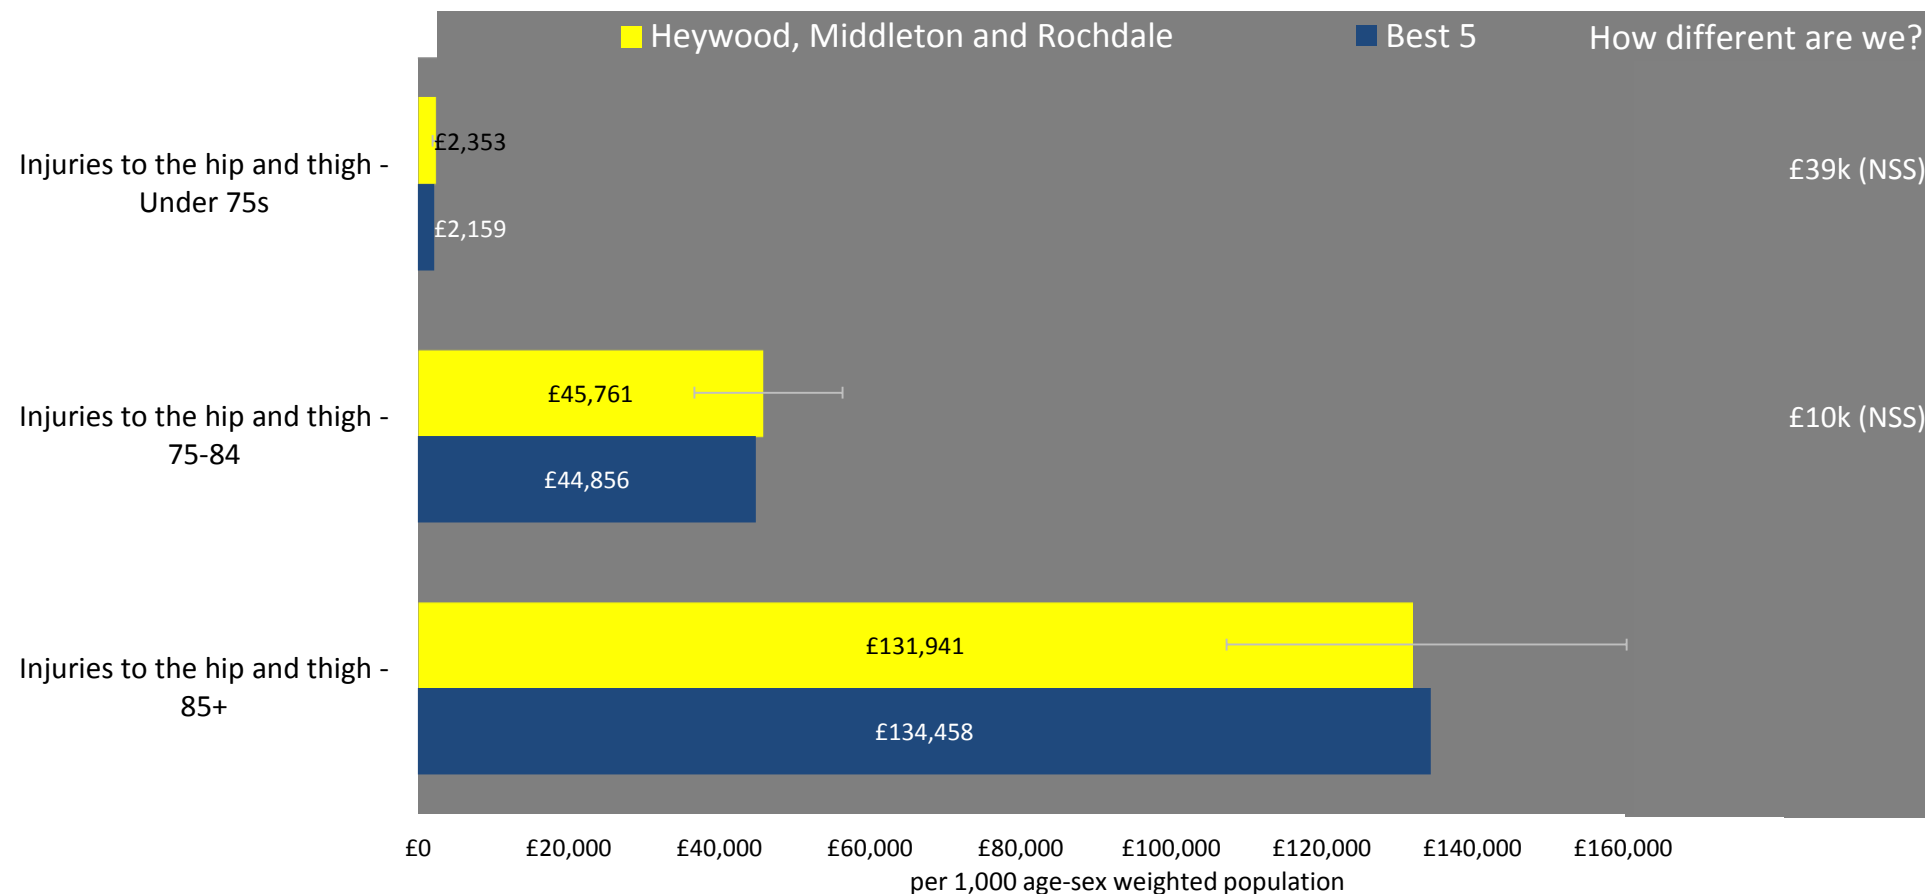 Heywood, Middleton and Rochdale
Best 5
How different are we?
Injuries to the hip and thigh -
Under 75s
£2,353
£2,159
£39k (NSS)
Injuries to the hip and thigh -
75-84
£45,761
£44,856
£10k (NSS)
Injuries to the hip and thigh -
85+
£131,941
£134,458
£0 £20,000 £40,000 £60,000 £80,000 £100,000 £120,000 £140,000 £160,000
per 1,000 age-sex weighted population